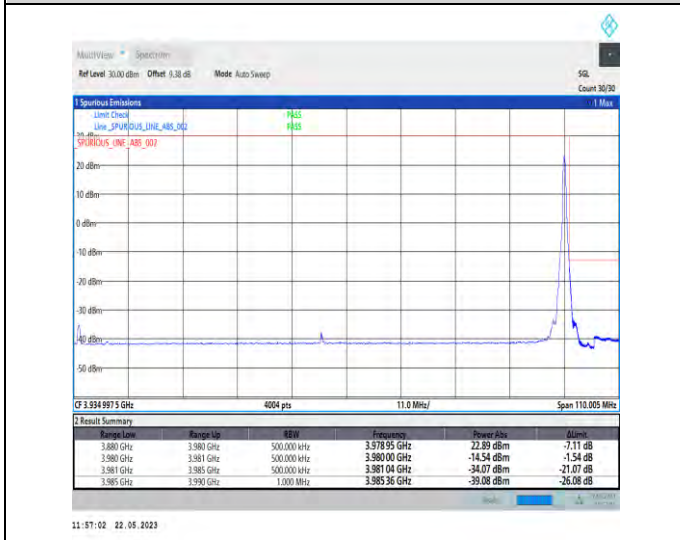 MultiView Spectrum
Ref Level 30.00 dBm Offset 9.38 dB Mode Auto Sweep SGL
Count 30/30
1 Spurious Emissions 1 Max
Limit Check PASS
Line _SPURIOUS_LINE_ABS_002 PASS
30 dBm
_SPURIOUS_LINE_ABS_002
20 dBm
10 dBm
0 dBm
-10 dBm
-20 dBm
-30 dBm
-40 dBm
-50 dBm
CF 3.934 997 5 GHz 4004 pts 11.0 MHz/ Span 110.005 MHz
2 Result Summary
Range Low Range Up RBW Frequency Power Abs ΔLimit
3.880 GHz 3.980 GHz 500.000 kHz 3.978 95 GHz 22.89 dBm -7.11 dB
3.980 GHz 3.981 GHz 500.000 kHz 3.980 00 GHz -14.54 dBm -1.54 dB
3.981 GHz 3.985 GHz 500.000 kHz 3.981 04 GHz -34.07 dBm -21.07 dB
3.985 GHz 3.990 GHz 1.000 MHz 3.985 36 GHz -39.08 dBm -26.08 dB
11:57:02 22.05.2023